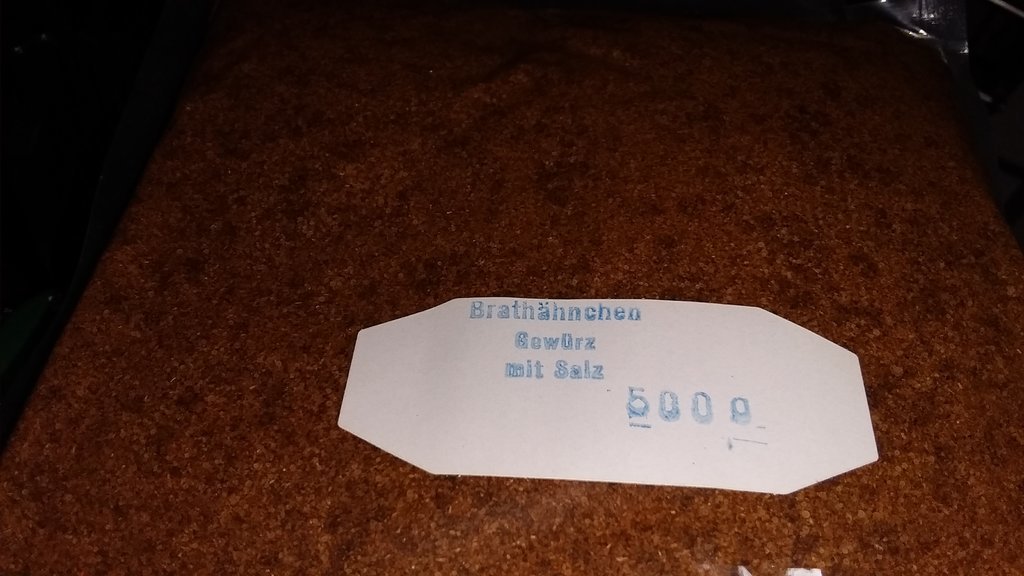 Brathähnchen
Gewürz
mit Salz
500 g